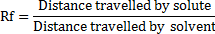 Rf = Distance travelled by solute
Distance travelled by solvent